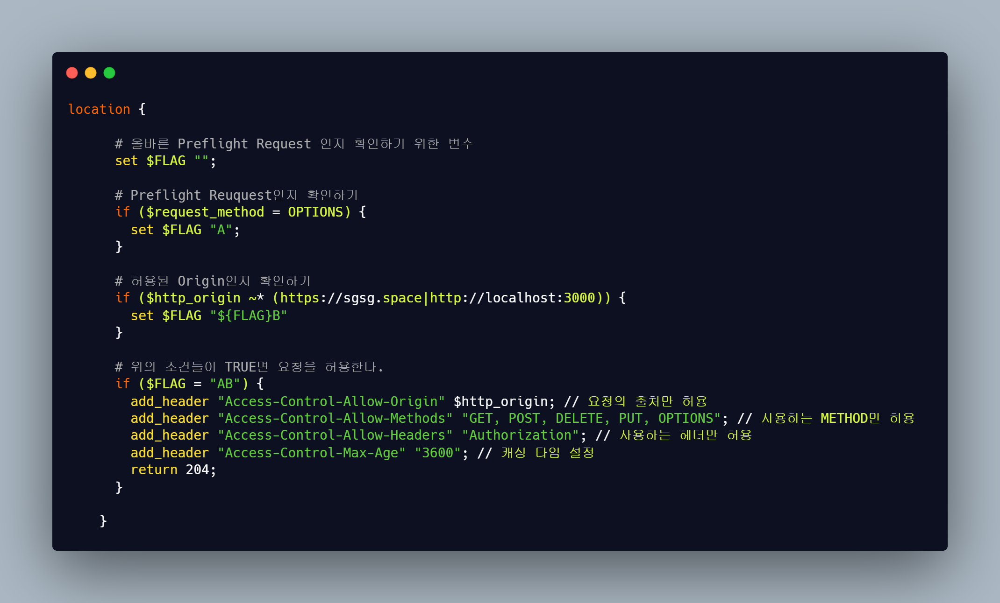 location {
# 올바른 Preflight Request 인지 확인하기 위한 변수
set $FLAG "";
# Preflight Reuquest인지 확인하기
if ($request_method = OPTIONS) {
set $FLAG "A";
}
# 허용된 Origin인지 확인하기
if ($http_origin ~* (https://sgsg.space|http://localhost:3000)) {
set $FLAG "${FLAG}B"
}
# 위의 조건들이 TRUE면 요청을 허용한다.
if ($FLAG = "AB") {
add_header "Access-Control-Allow-Origin" $http_origin; // 요청의 출처만 허용
add_header "Access-Control-Allow-Methods" "GET, POST, DELETE, PUT, OPTIONS"; // 사용하는 METHOD만 허용
add_header "Access-Control-Allow-Headers" "Authorization"; // 사용하는 헤더만 허용
add_header "Access-Control-Max-Age" "3600"; // 캐싱 타임 설정
return 204;
}
}